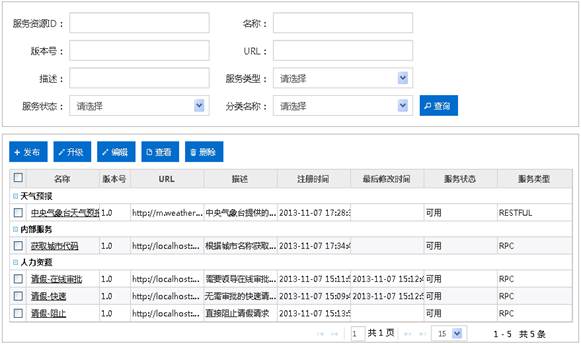 服务资源ID： 名称：
版本号： URL：
描述： 服务类型： 请选择
服务状态： 请选择 分类名称： 请选择 查询
发布 升级 编辑 查看 删除
名称 版本号 URL 描述 注册时间 最后修改时间 服务状态 服务类型
天气预报
中央气象台天气预报 1.0 http://m.weather... 中央气象台提供的... 2013-11-07 17:28: 可用 RESTFUL
内部服务
获取城市代码 1.0 http://localhost:... 根据城市名称获取... 2013-11-07 17:34: 可用 RPC
人力资源
请假-在线审批 1.0 http://localhost:... 需要领导在线审批... 2013-11-07 15:11: 2013-11-07 15:12: 可用 RPC
请假-快速 1.0 http://localhost:... 无需审批的快速请... 2013-11-07 15:09: 2013-11-07 15:12: 可用 RPC
请假-阻止 1.0 http://localhost:... 直接阻止请假请求 2013-11-07 15:13: 可用 RPC
1 共 1 页 15 1 - 5 共 5 条